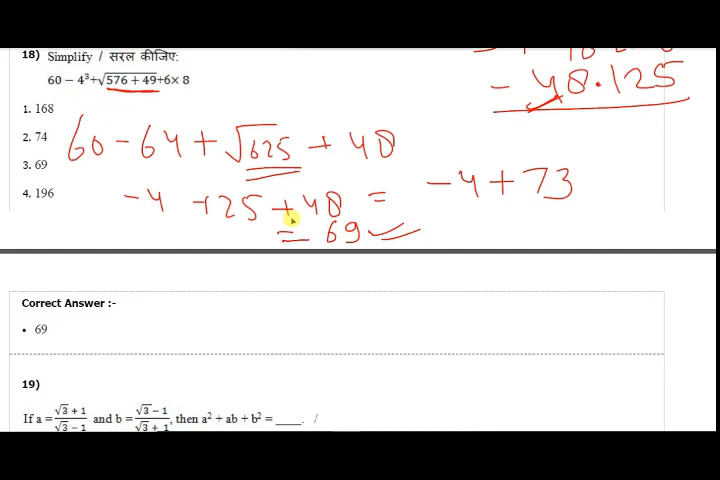 - 48.125
18) Simplify / सरल कीजिए:
60 − 4³+√576 + 49+6× 8
1. 168
2. 74
3. 69
4. 196
60 - 64 + √625 + 48
-4 +25 +48 = -4 + 73
= 69 ✓
Correct Answer :-
• 69
19)
If a = √3 + 1/√3 − 1 and b = √3 − 1/√3 + 1, then a² + ab + b² = ____ /